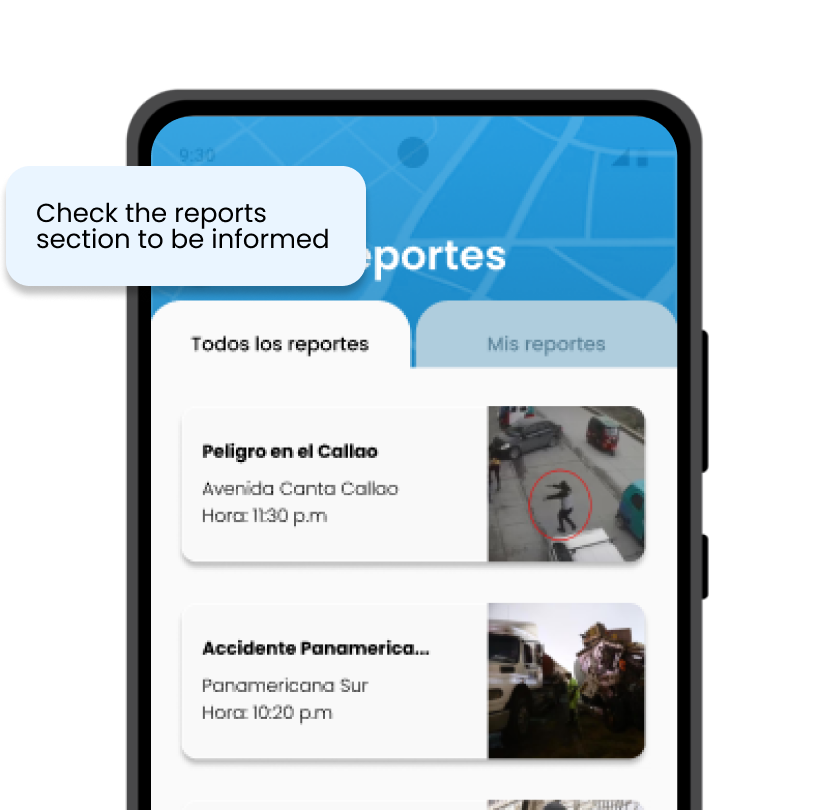 9:30
Check the reports
section to be informed
eportes
Todos los reportes
Mis reportes
Peligro en el Callao
Avenida Canta Callao
Hora: 11:30 p.m
Accidente Panamerica...
Panamericana Sur
Hora: 10:20 p.m